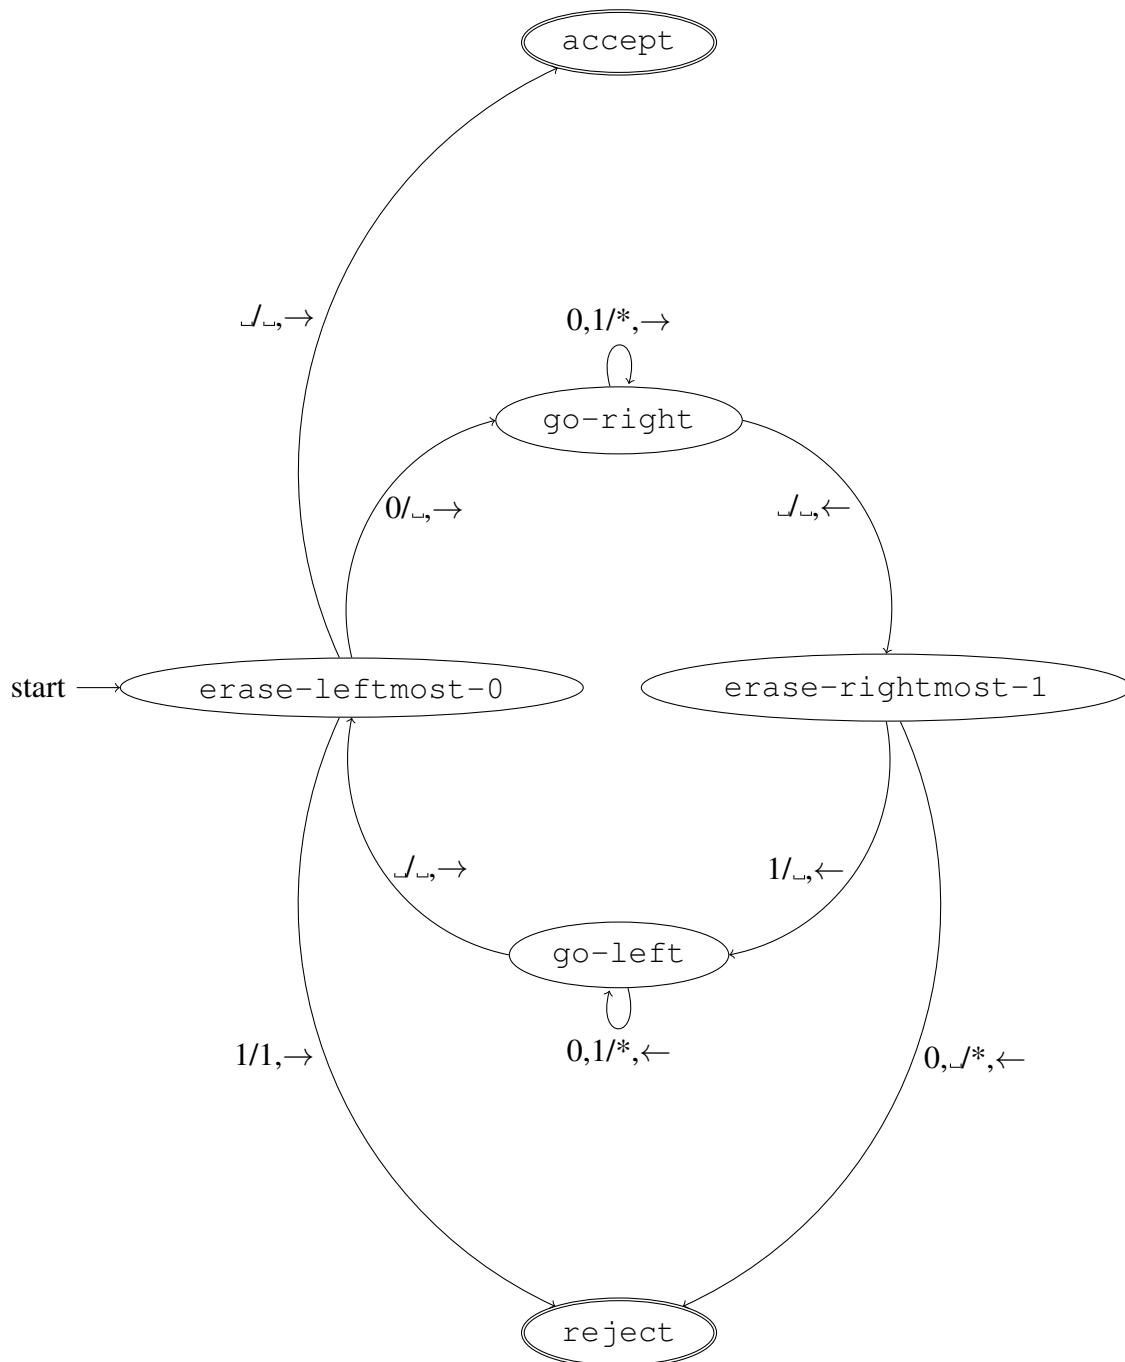 accept
␣/␣,→
0,1/*,→
go-right
0/␣,→
␣/␣,←
start
erase-leftmost-0
erase-rightmost-1
␣/␣,→
1/␣,←
go-left
0,1/*,←
1/1,→
0,␣/*,←
reject